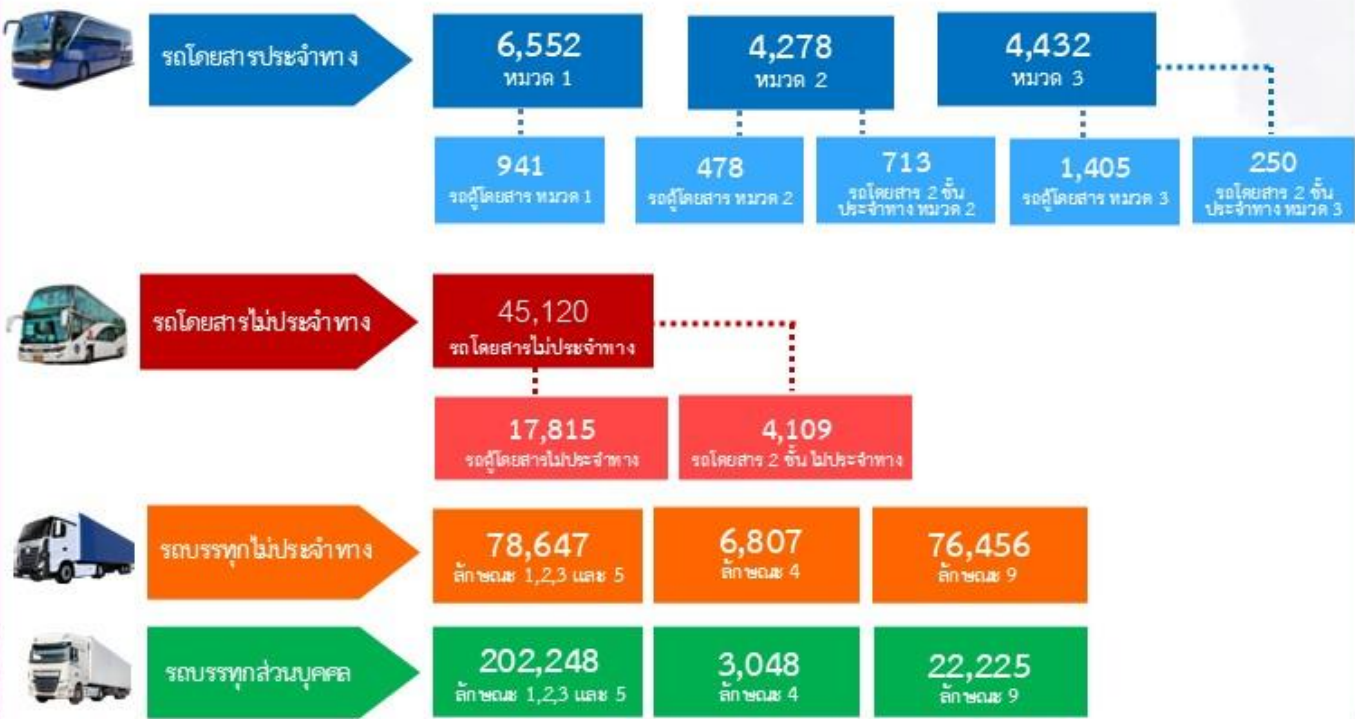 รถโดยสารประจำทาง
6,552
หมวด 1
4,278
หมวด 2
4,432
หมวด 3
941
รถตู้โดยสาร หมวด 1
478
รถตู้โดยสาร หมวด 2
713
รถโดยสาร 2 ชั้น
ประจำทาง หมวด 2
1,405
รถตู้โดยสาร หมวด 3
250
รถโดยสาร 2 ชั้น
ประจำทาง หมวด 3
รถโดยสารไม่ประจำทาง
45,120
รถโดยสารไม่ประจำทาง
17,815
รถตู้โดยสารไม่ประจำทาง
4,109
รถโดยสาร 2 ชั้น ไม่ประจำทาง
รถบรรทุกไม่ประจำทาง
78,647
ลักษณะ 1,2,3 และ 5
6,807
ลักษณะ 4
76,456
ลักษณะ 9
รถบรรทุกส่วนบุคคล
202,248
ลักษณะ 1,2,3 และ 5
3,048
ลักษณะ 4
22,225
ลักษณะ 9